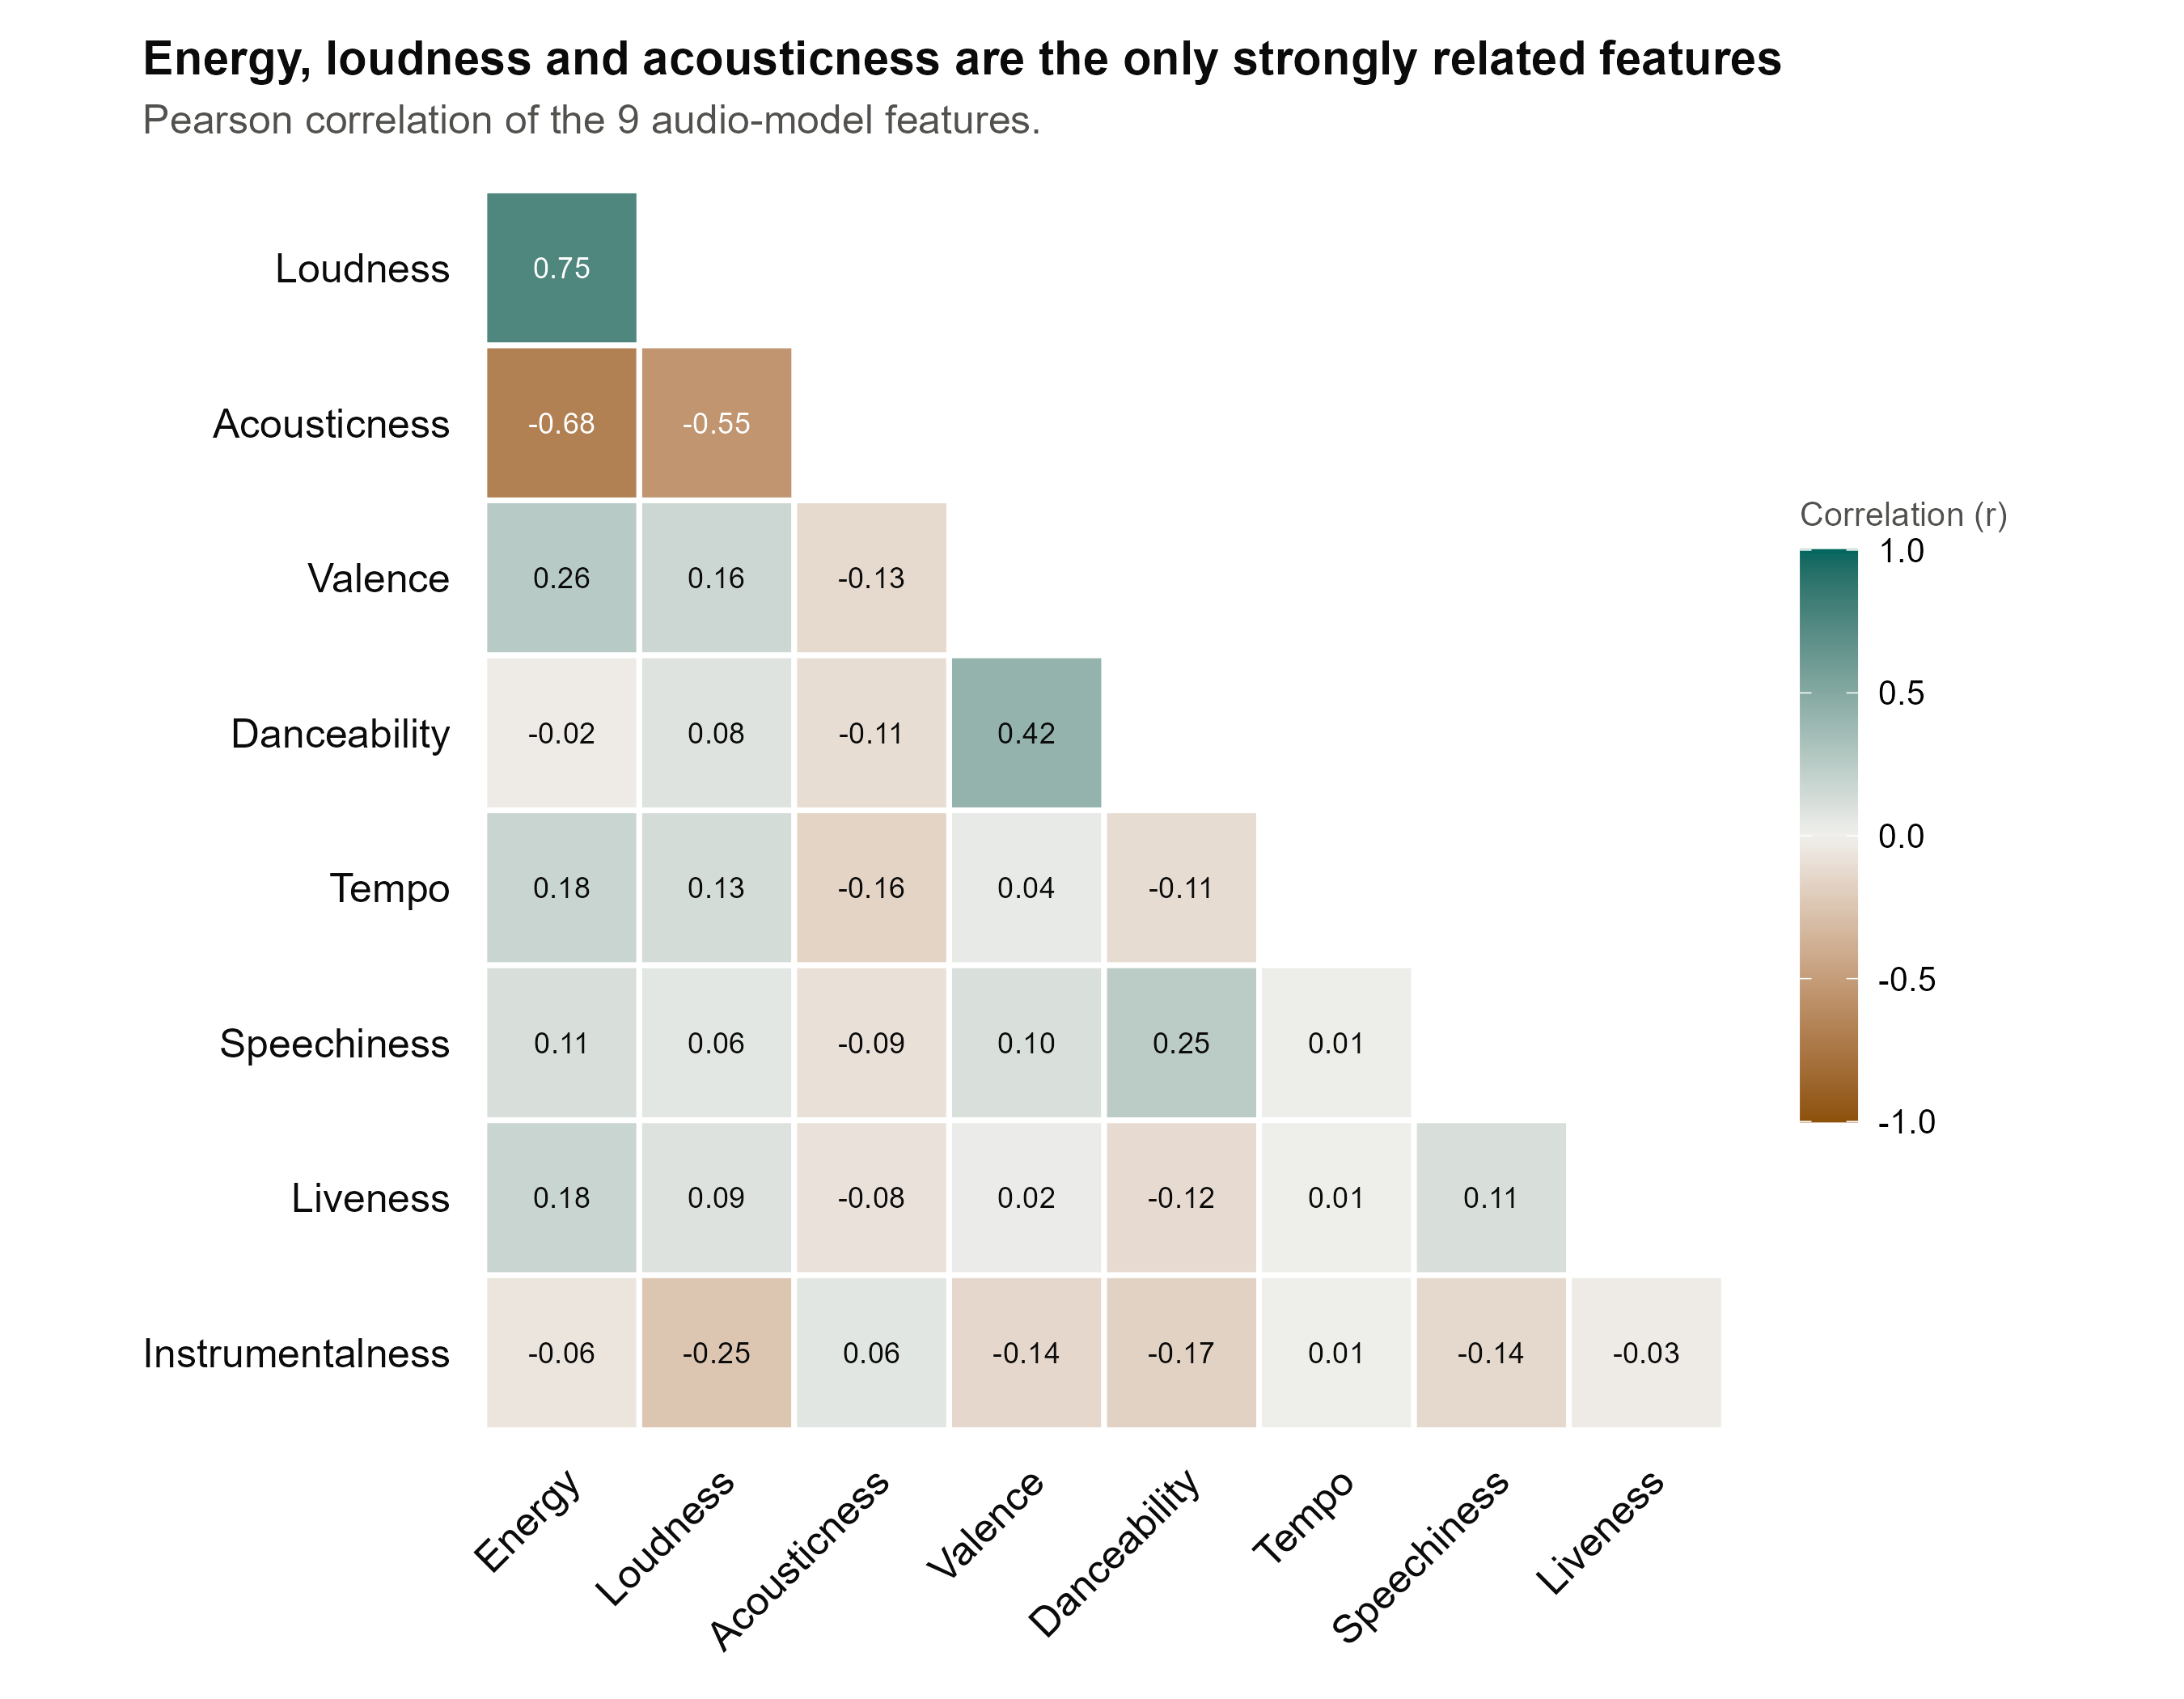 Energy, loudness and acousticness are the only strongly related features
Pearson correlation of the 9 audio-model features.
Loudness 0.75
Acousticness -0.68 -0.55
Valence 0.26 0.16 -0.13
Danceability -0.02 0.08 -0.11 0.42
Tempo 0.18 0.13 -0.16 0.04 -0.11
Speechiness 0.11 0.06 -0.09 0.10 0.25 0.01
Liveness 0.18 0.09 -0.08 0.02 -0.12 0.01 0.11
Instrumentalness -0.06 -0.25 0.06 -0.14 -0.17 0.01 -0.14 -0.03
Energy Loudness Acousticness Valence Danceability Tempo Speechiness Liveness
Correlation (r)
1.0
0.5
0.0
-0.5
-1.0